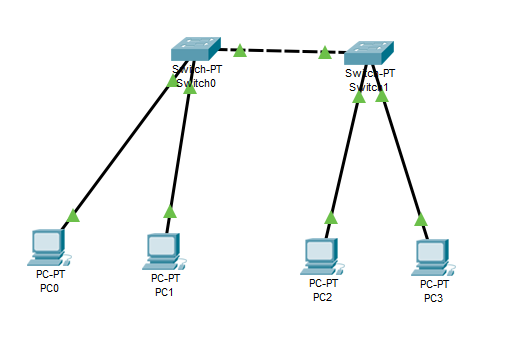 Switch-PT
Switch0
Switch-PT
Switch1
PC-PT
PC0
PC-PT
PC1
PC-PT
PC2
PC-PT
PC3